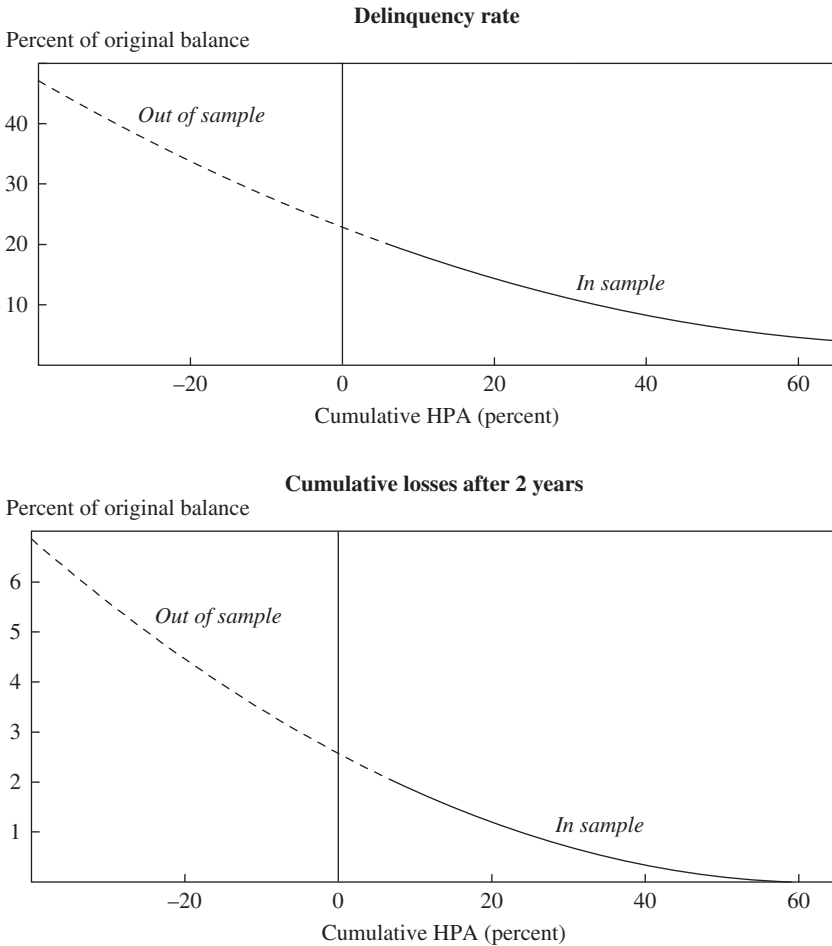 Delinquency rate
Percent of original balance
Out of sample
40
30
20
In sample
10
–20 0 20 40 60
Cumulative HPA (percent)
Cumulative losses after 2 years
Percent of original balance
6
Out of sample
5
4
3
2
1
In sample
–20 0 20 40 60
Cumulative HPA (percent)